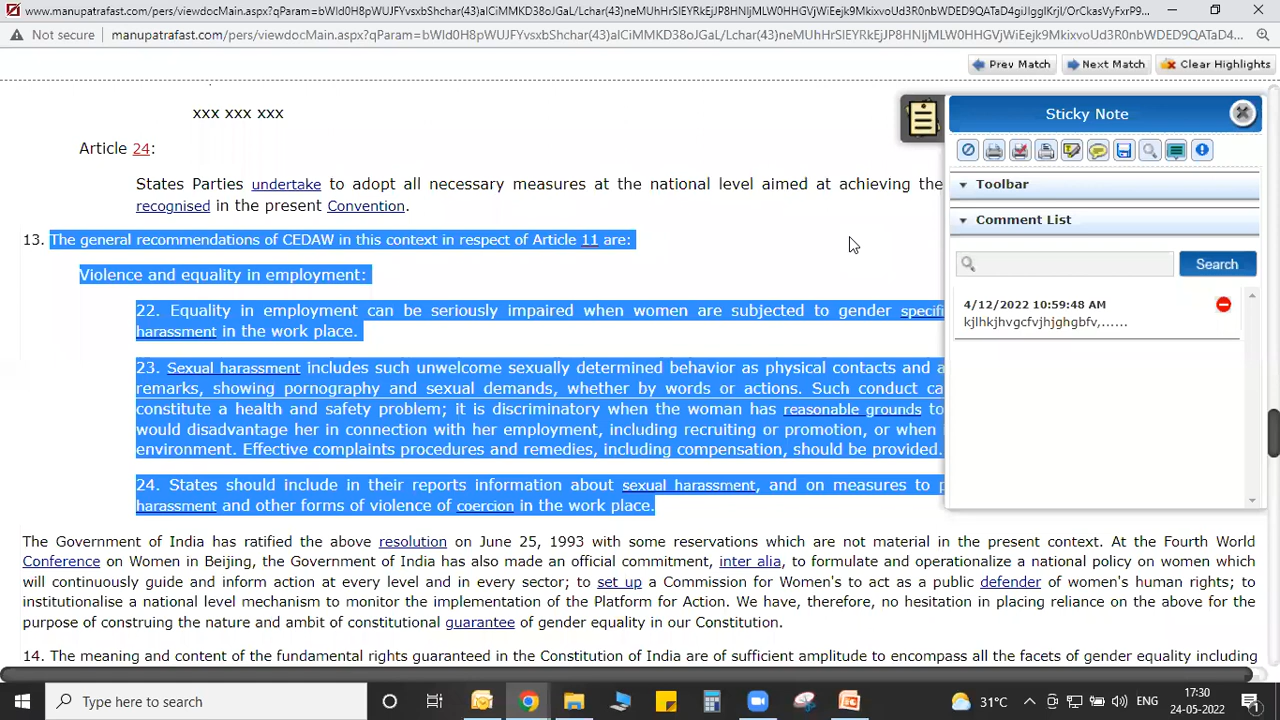 www.manupatrafast.com/pers/viewdocMain.aspx?qParam=bWId0H8pWUJFYvsxbShchar(43)alCiMMKD38oJGaL/Lchar(43)neMUhHrSlEYRkEjJP8HNIjMLW0HHVCgVJWiEejk9MkixvoUd3R0nbWDED9QATaD4giJIggIKrjl/OrCkasVyFxrP9...
Not secure manupatrafast.com/pers/viewdocMain.aspx?qParam=bWId0H8pWUJFYvsxbShchar(43)alCiMMKD38oJGaL/Lchar(43)neMUhHrSlEYRkEjJP8HNIjMLW0HHVCgVJWiEejk9MkixvoUd3R0nbWDED9QATaD4...
Prev Match Next Match Clear Highlights
xxx xxx xxx
Sticky Note
Article 24:
Toolbar
States Parties undertake to adopt all necessary measures at the national level aimed at achieving the
recognised in the present Convention.
Comment List
13. The general recommendations of CEDAW in this context in respect of Article 11 are:
Search
Violence and equality in employment:
4/12/2022 10:59:48 AM
kjlhkjhvgcfvjhjghgbfv,......
22. Equality in employment can be seriously impaired when women are subjected to gender specifi
harassment in the work place.
23. Sexual harassment includes such unwelcome sexually determined behavior as physical contacts and a
remarks, showing pornography and sexual demands, whether by words or actions. Such conduct ca
constitute a health and safety problem; it is discriminatory when the woman has reasonable grounds to
would disadvantage her in connection with her employment, including recruiting or promotion, or when
environment. Effective complaints procedures and remedies, including compensation, should be provided.
24. States should include in their reports information about sexual harassment, and on measures to p
harassment and other forms of violence of coercion in the work place.
The Government of India has ratified the above resolution on June 25, 1993 with some reservations which are not material in the present context. At the Fourth World
Conference on Women in Beijing, the Government of India has also made an official commitment, inter alia, to formulate and operationalize a national policy on women which
will continuously guide and inform action at every level and in every sector; to set up a Commission for Women's to act as a public defender of women's human rights; to
institutionalise a national level mechanism to monitor the implementation of the Platform for Action. We have, therefore, no hesitation in placing reliance on the above for the
purpose of construing the nature and ambit of constitutional guarantee of gender equality in our Constitution.
14. The meaning and content of the fundamental rights guaranteed in the Constitution of India are of sufficient amplitude to encompass all the facets of gender equality including
Type here to search
31°C ENG 17:30
24-05-2022
1